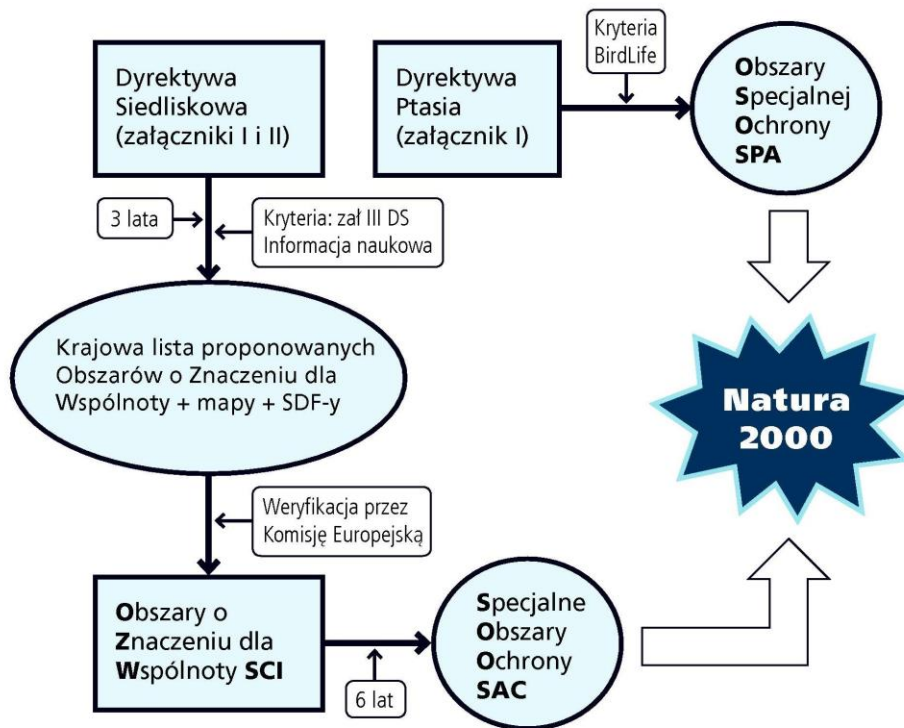 Dyrektywa
Siedliskowa
(załączniki I i II)
Dyrektywa
Ptasia
(załącznik I)
Kryteria
BirdLife
Obszary
Specjalnej
Ochrony
SPA
3 lata
Kryteria: zał III DS
Informacja naukowa
Krajowa lista proponowanych
Obszarów o Znaczeniu dla
Wspólnoty + mapy + SDF-y
Natura
2000
Weryfikacja przez
Komisję Europejską
Obszary o
Znaczeniu dla
Wspólnoty SCI
6 lat
Specjalne
Obszary
Ochrony
SAC